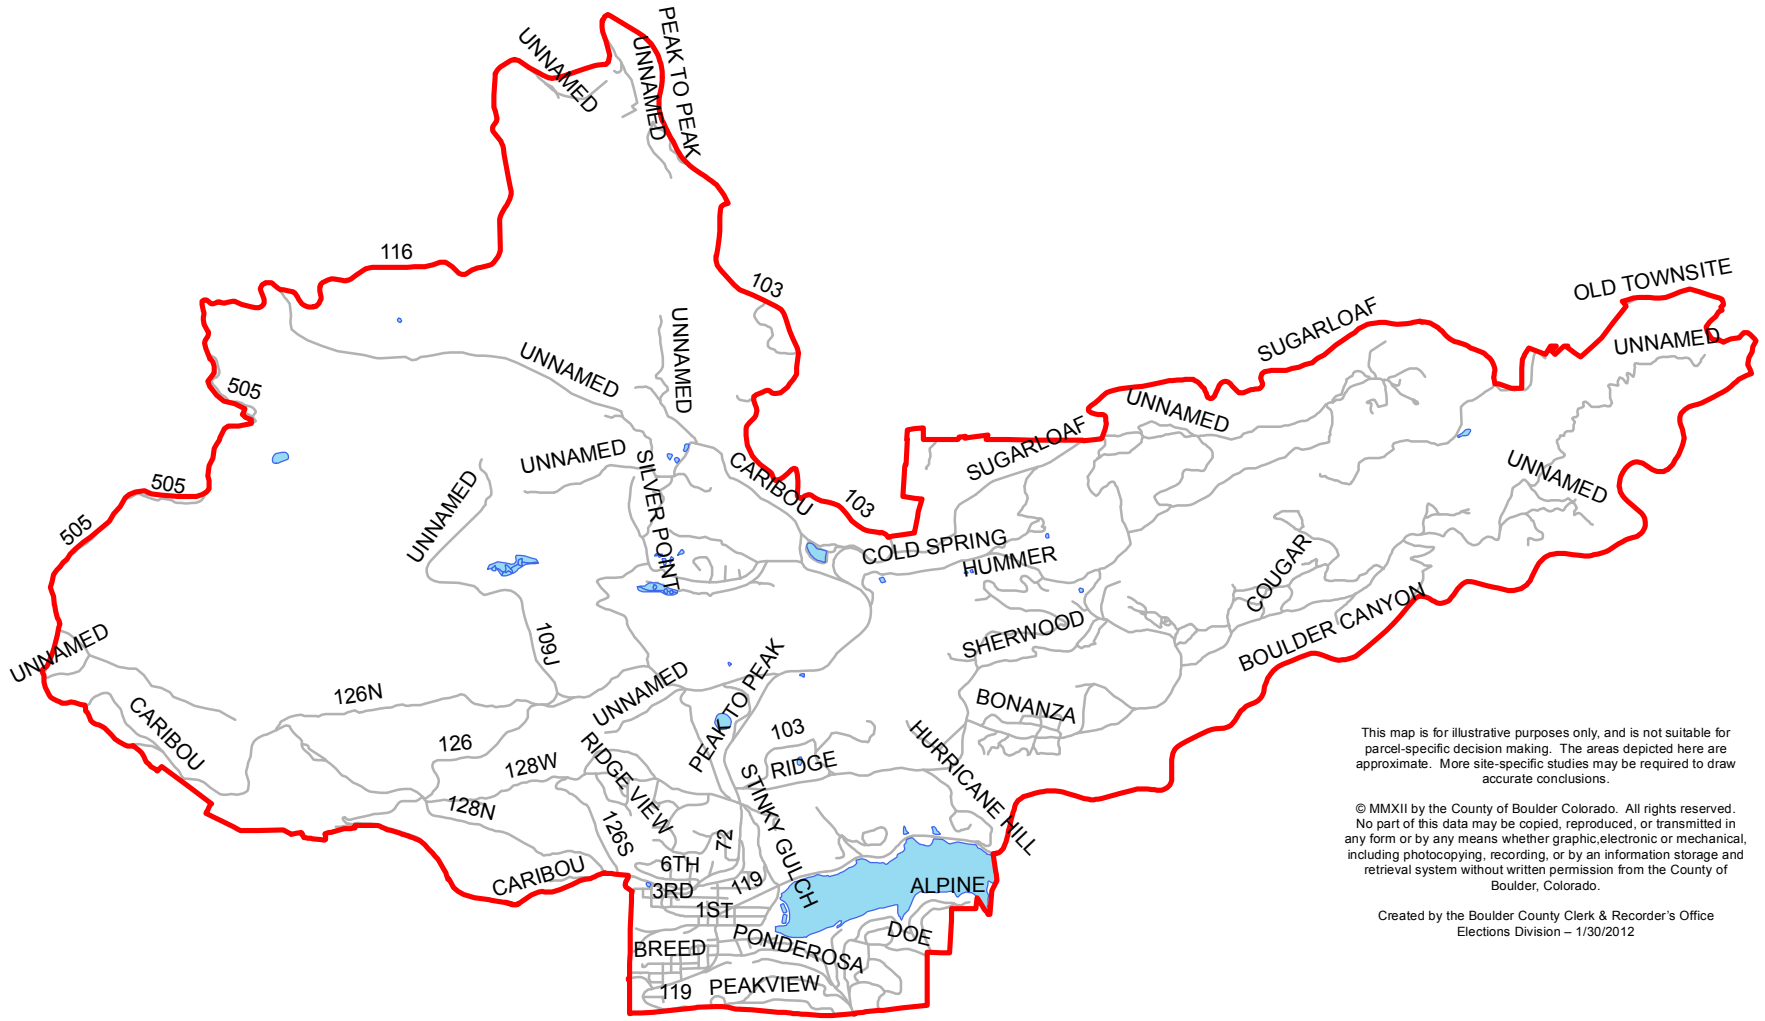 PEAK TO PEAK
UNNAMED
UNNAMED
116
103
OLD TOWNSITE
SUGARLOAF
UNNAMED
UNNAMED
UNNAMED
505
UNNAMED
SUGARLOAF
UNNAMED
SILVER POINT
CARIBOU
UNNAMED
505
UNNAMED
103
505
COLD SPRING
HUMMER
COUGAR
BOULDER CANYON
SHERWOOD
109J
UNNAMED
126N
UNNAMED
PEAK TO PEAK
BONANZA
CARIBOU
103
126
RIDGE VIEW
128W
RIDGE
HURRICANE HILL
STINKY GULCH
128N
126S
72
6TH
CARIBOU
3RD
119
ALPINE
1ST
BREED
PONDEROSA
DOE
119
PEAKVIEW
This map is for illustrative purposes only, and is not suitable for
parcel-specific decision making. The areas depicted here are
approximate. More site-specific studies may be required to draw
accurate conclusions.
© MMXII by the County of Boulder Colorado. All rights reserved.
No part of this data may be copied, reproduced, or transmitted in
any form or by any means whether graphic,electronic or mechanical,
including photocopying, recording, or by an information storage and
retrieval system without written permission from the County of
Boulder, Colorado.
Created by the Boulder County Clerk & Recorder's Office
Elections Division – 1/30/2012